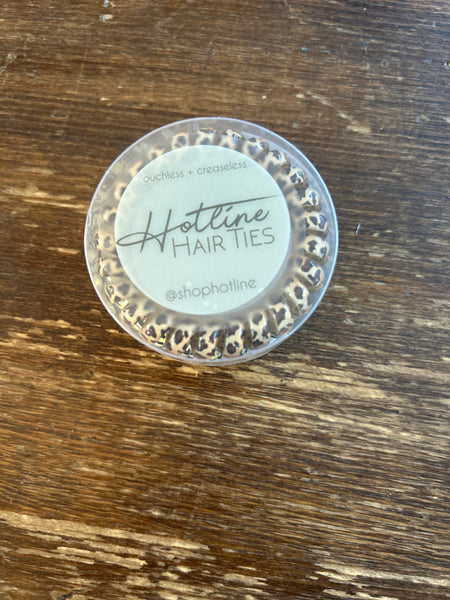 ouchless + creaseless
Hotline
HAIR TIES
@shophotline